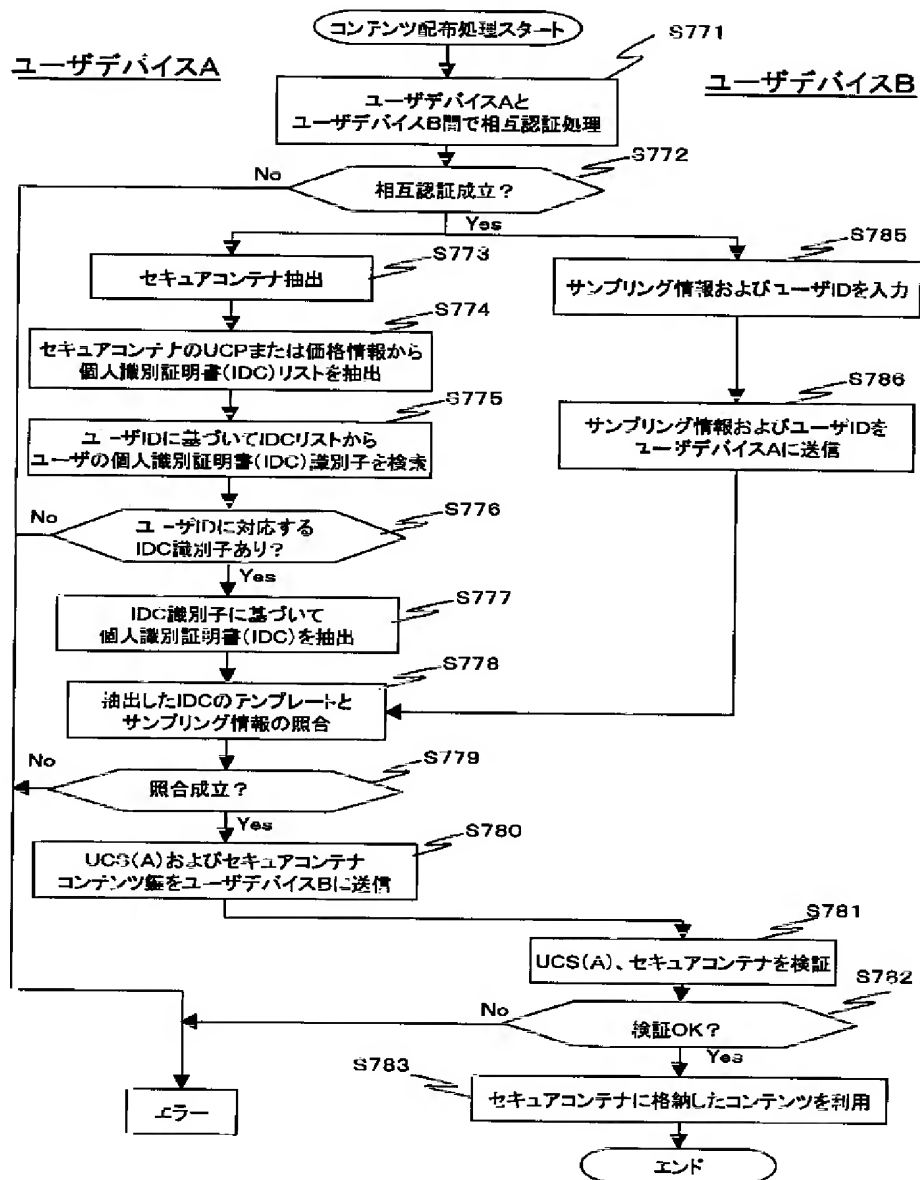 コンテンツ配布処理スタート
S771
ユーザデバイスA
ユーザデバイスB
ユーザデバイスAと
ユーザデバイスB間で相互認証処理
S772
No
相互認証成立?
Yes
S773
S785
セキュアコンテナ抽出
サンプリング情報およびユーザIDを入力
S774
セキュアコンテナのUCPまたは価格情報から
個人識別証明書(IDC)リストを抽出
S786
S775
サンプリング情報およびユーザIDを
ユーザデバイスAに送信
ユーザIDに基づいてIDCリストから
ユーザの個人識別証明書(IDC)識別子を検索
S776
No
ユーザIDに対応する
IDC識別子あり?
Yes
S777
IDC識別子に基づいて
個人識別証明書(IDC)を抽出
S778
抽出したIDCのテンプレートと
サンプリング情報の照合
S779
No
照合成立?
Yes
S780
UCS(A)およびセキュアコンテナ
コンテンツ鍵をユーザデバイスBに送信
S781
UCS(A)、セキュアコンテナを検証
S782
No
検証OK?
Yes
S783
セキュアコンテナに格納したコンテンツを利用
エラー
エンド